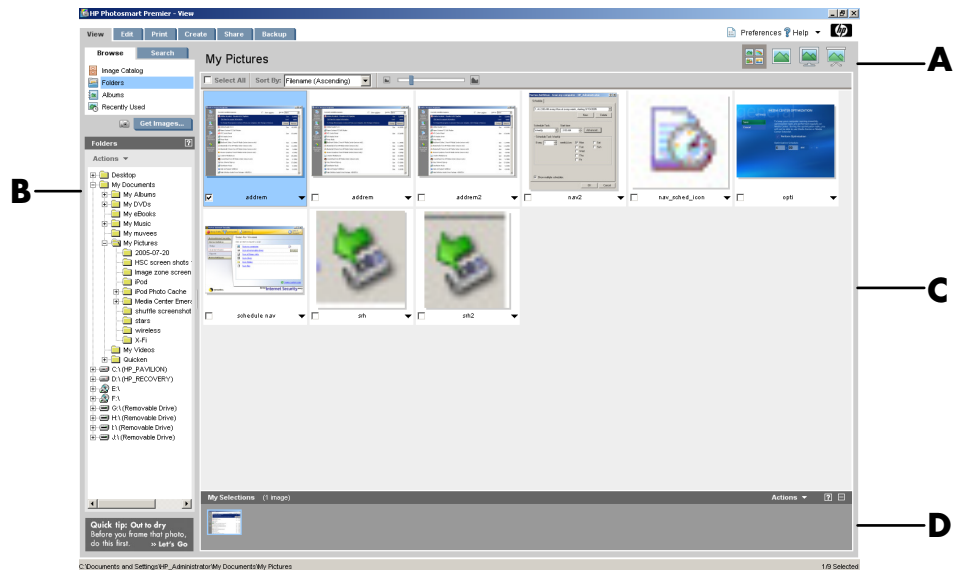 HP Photosmart Premier - View
View Edit Print Create Share Backup
Preferences ? Help
hp
A
Browse Search
My Pictures
Image Catalog
Folders
Albums
Recently Used
Select All Sort By: Filename (Ascending)
Get Images...
Folders ?
Actions
B
Desktop
My Documents
My Albums
My DVDs
My eBooks
My Music
My muvees
My Pictures
2005-07-20
HSC screen shots
Image zone screen
iPod
iPod Photo Cache
Media Center Emera
shuffle screenshot
stars
wireless
X-Fi
My Videos
Quicken
C:\ (HP_PAVILION)
D:\ (HP_RECOVERY)
E:\
F:\
G:\ (Removable Drive)
H:\ (Removable Drive)
I:\ (Removable Drive)
J:\ (Removable Drive)
addrem addrem addrem2 nav2 nav_sched_icon opti
Internet Security
schedule nav srh srh2
C
My Selections (1 image) Actions ?
D
Quick tip: Out to dry
Before you frame that photo,
do this first. » Let's Go
C:\Documents and Settings\HP_Administrator\My Documents\My Pictures 1/9 Selected